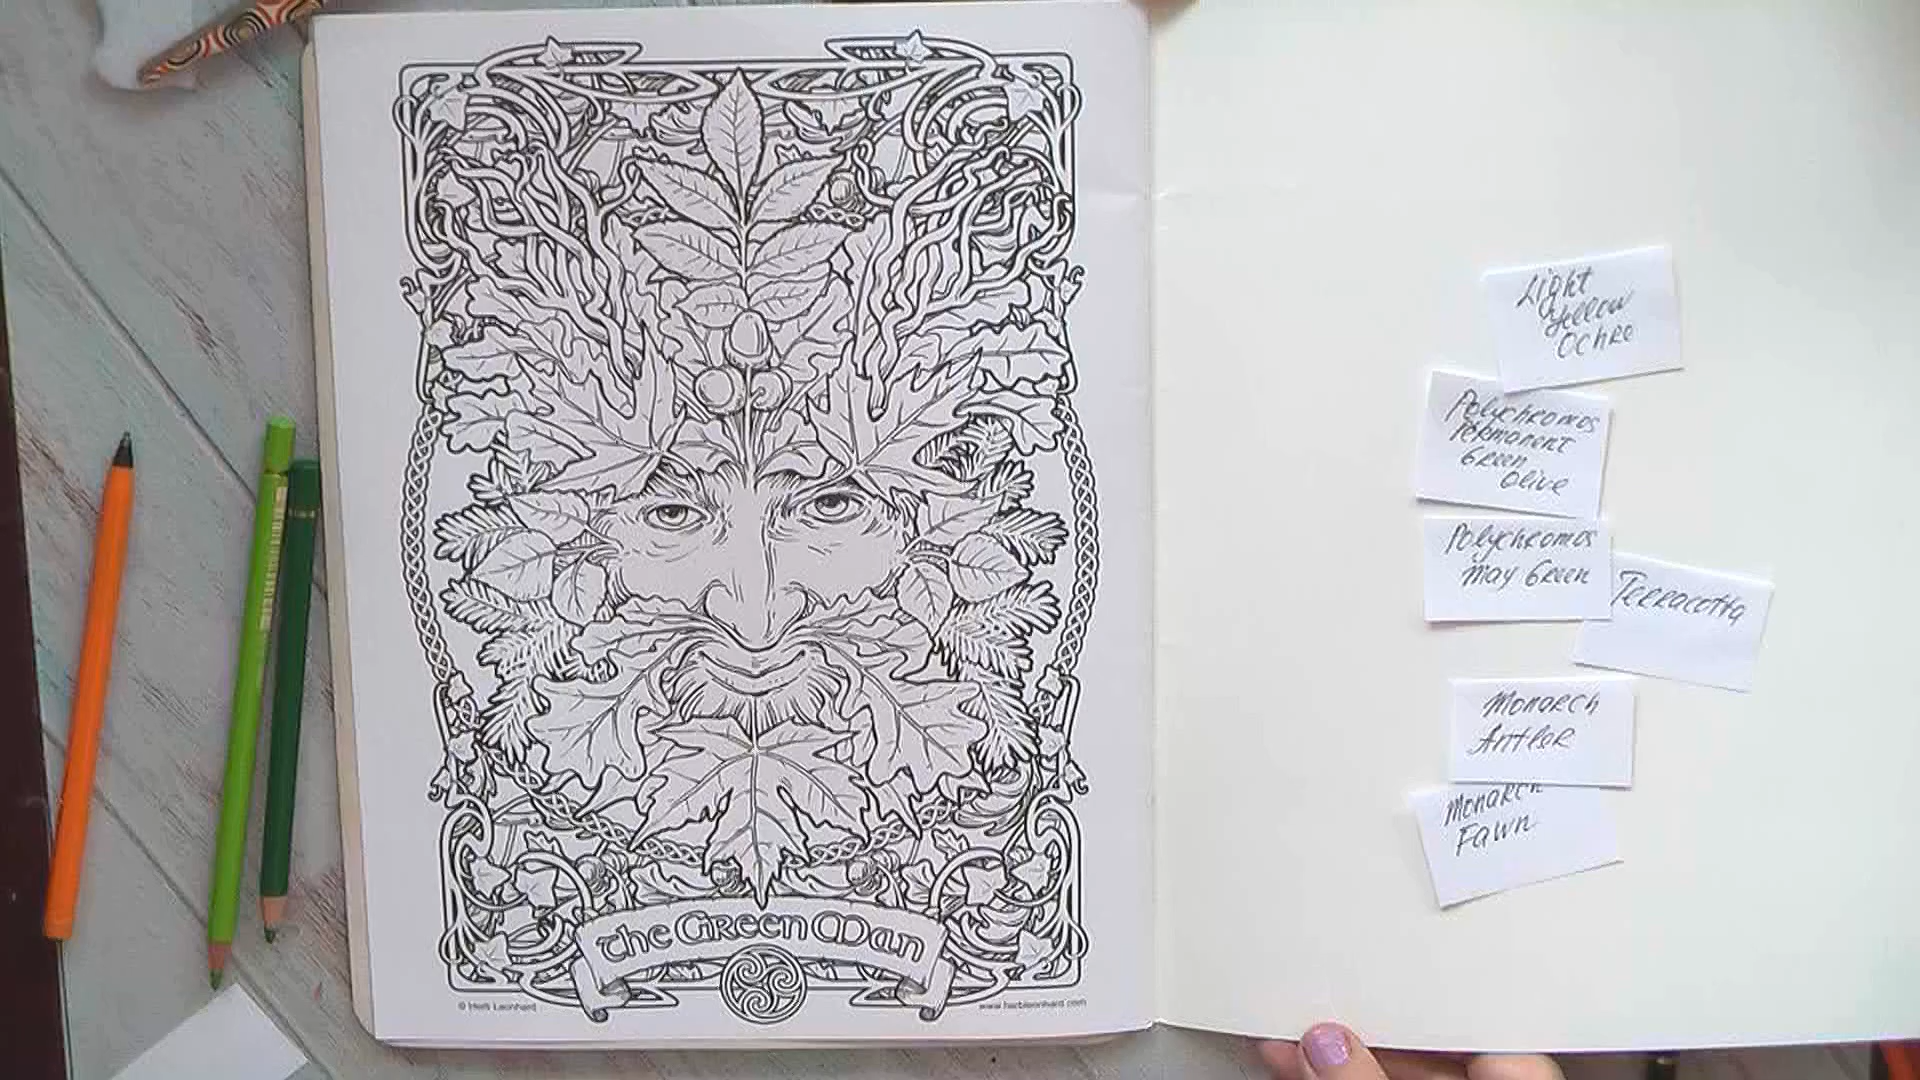 The Green Man
© Herb Leonhard
www.herbleonhard.com
Light
Yellow
Ochre
Polychromos
Permanent
Green
Olive
Polychromos
May Green
Terracotta
Monarch
Antler
Monarch
Fawn